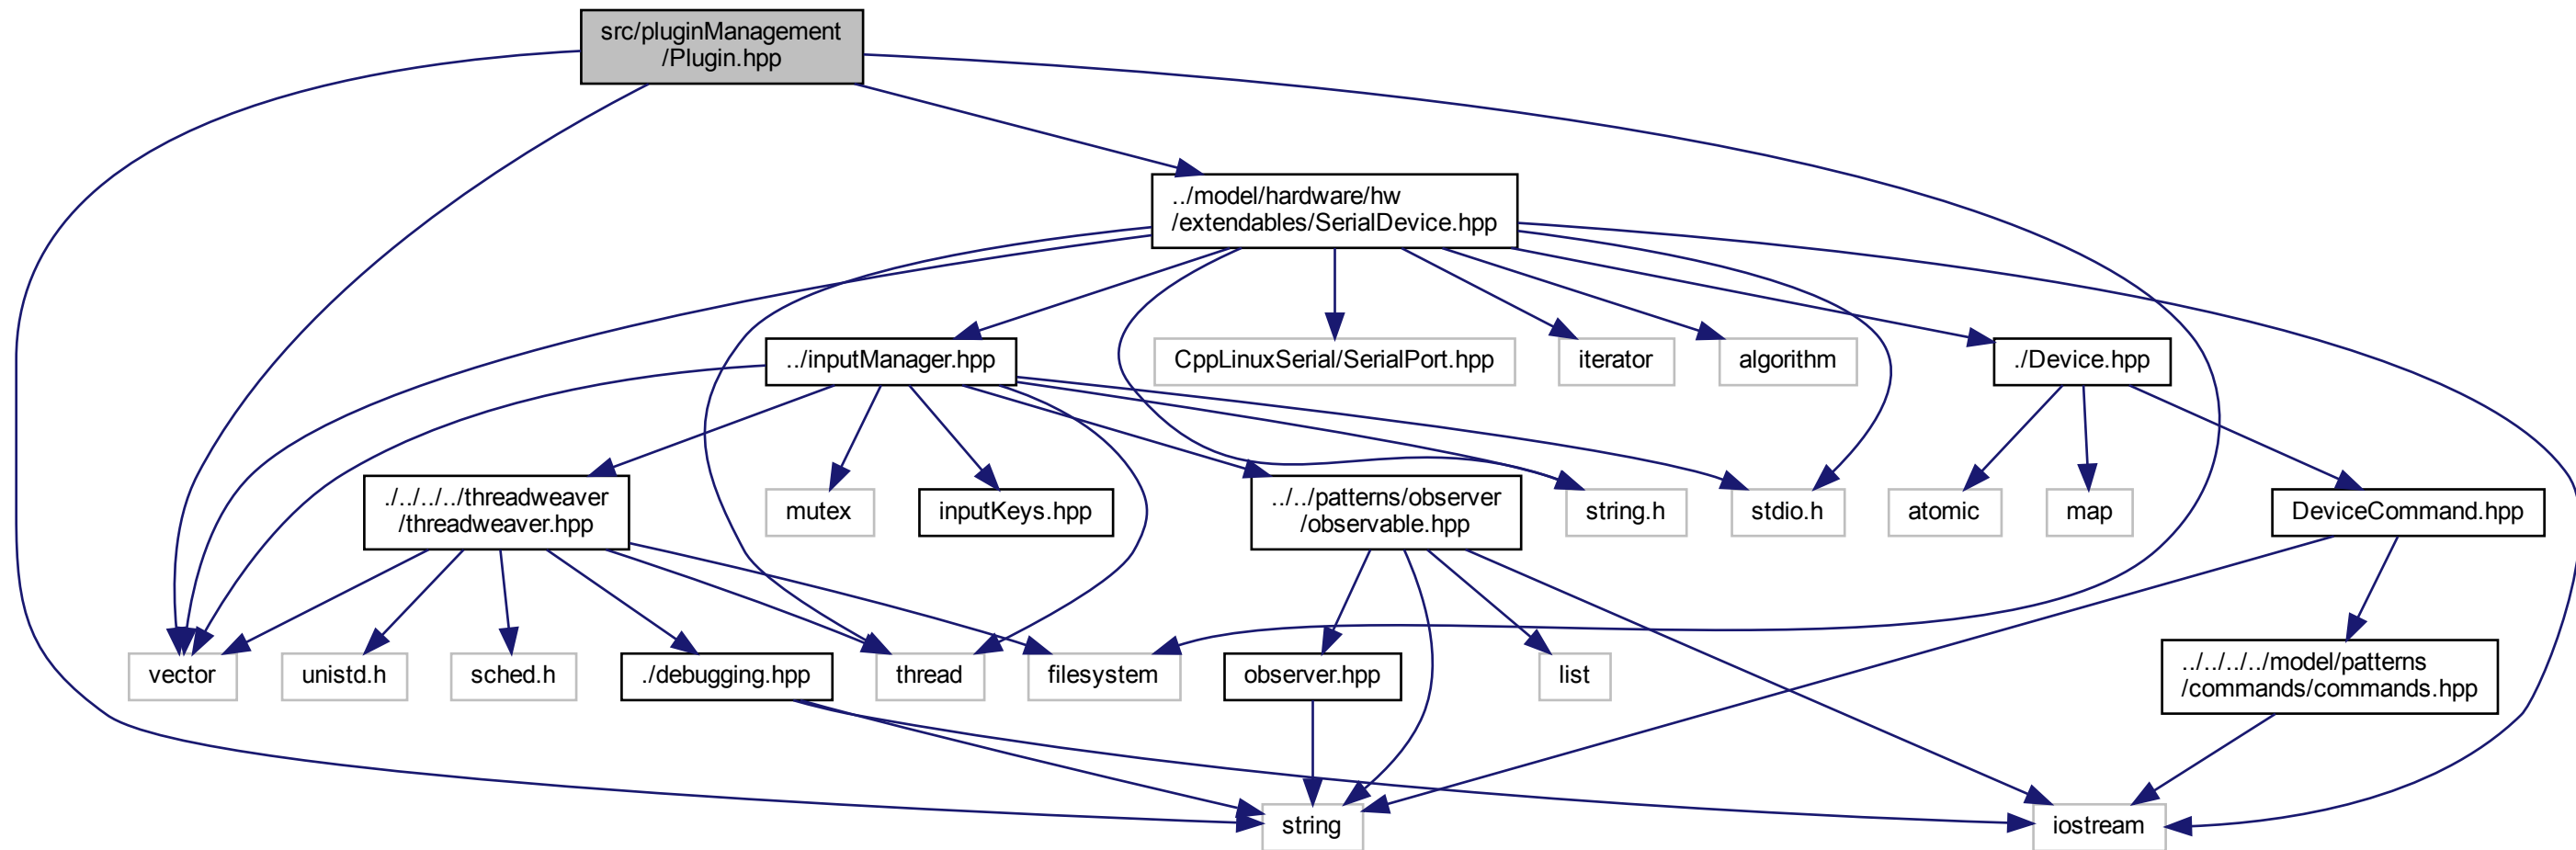 src/pluginManagement
/Plugin.hpp
../model/hardware/hw
/extendables/SerialDevice.hpp
../inputManager.hpp
CppLinuxSerial/SerialPort.hpp
iterator
algorithm
./Device.hpp
./../../../threadweaver
/threadweaver.hpp
mutex
inputKeys.hpp
../../patterns/observer
/observable.hpp
string.h
stdio.h
atomic
map
DeviceCommand.hpp
vector
unistd.h
sched.h
./debugging.hpp
thread
filesystem
observer.hpp
list
../../../../model/patterns
/commands/commands.hpp
string
iostream